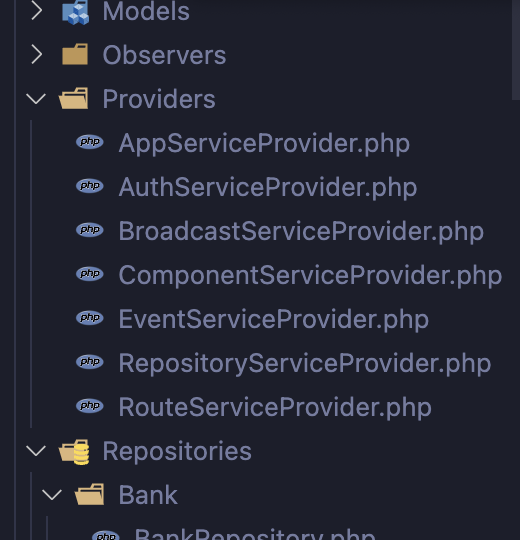 Models
Observers
Providers
php AppServiceProvider.php
php AuthServiceProvider.php
php BroadcastServiceProvider.php
php ComponentServiceProvider.php
php EventServiceProvider.php
php RepositoryServiceProvider.php
php RouteServiceProvider.php
Repositories
Bank
php BankRepository.php